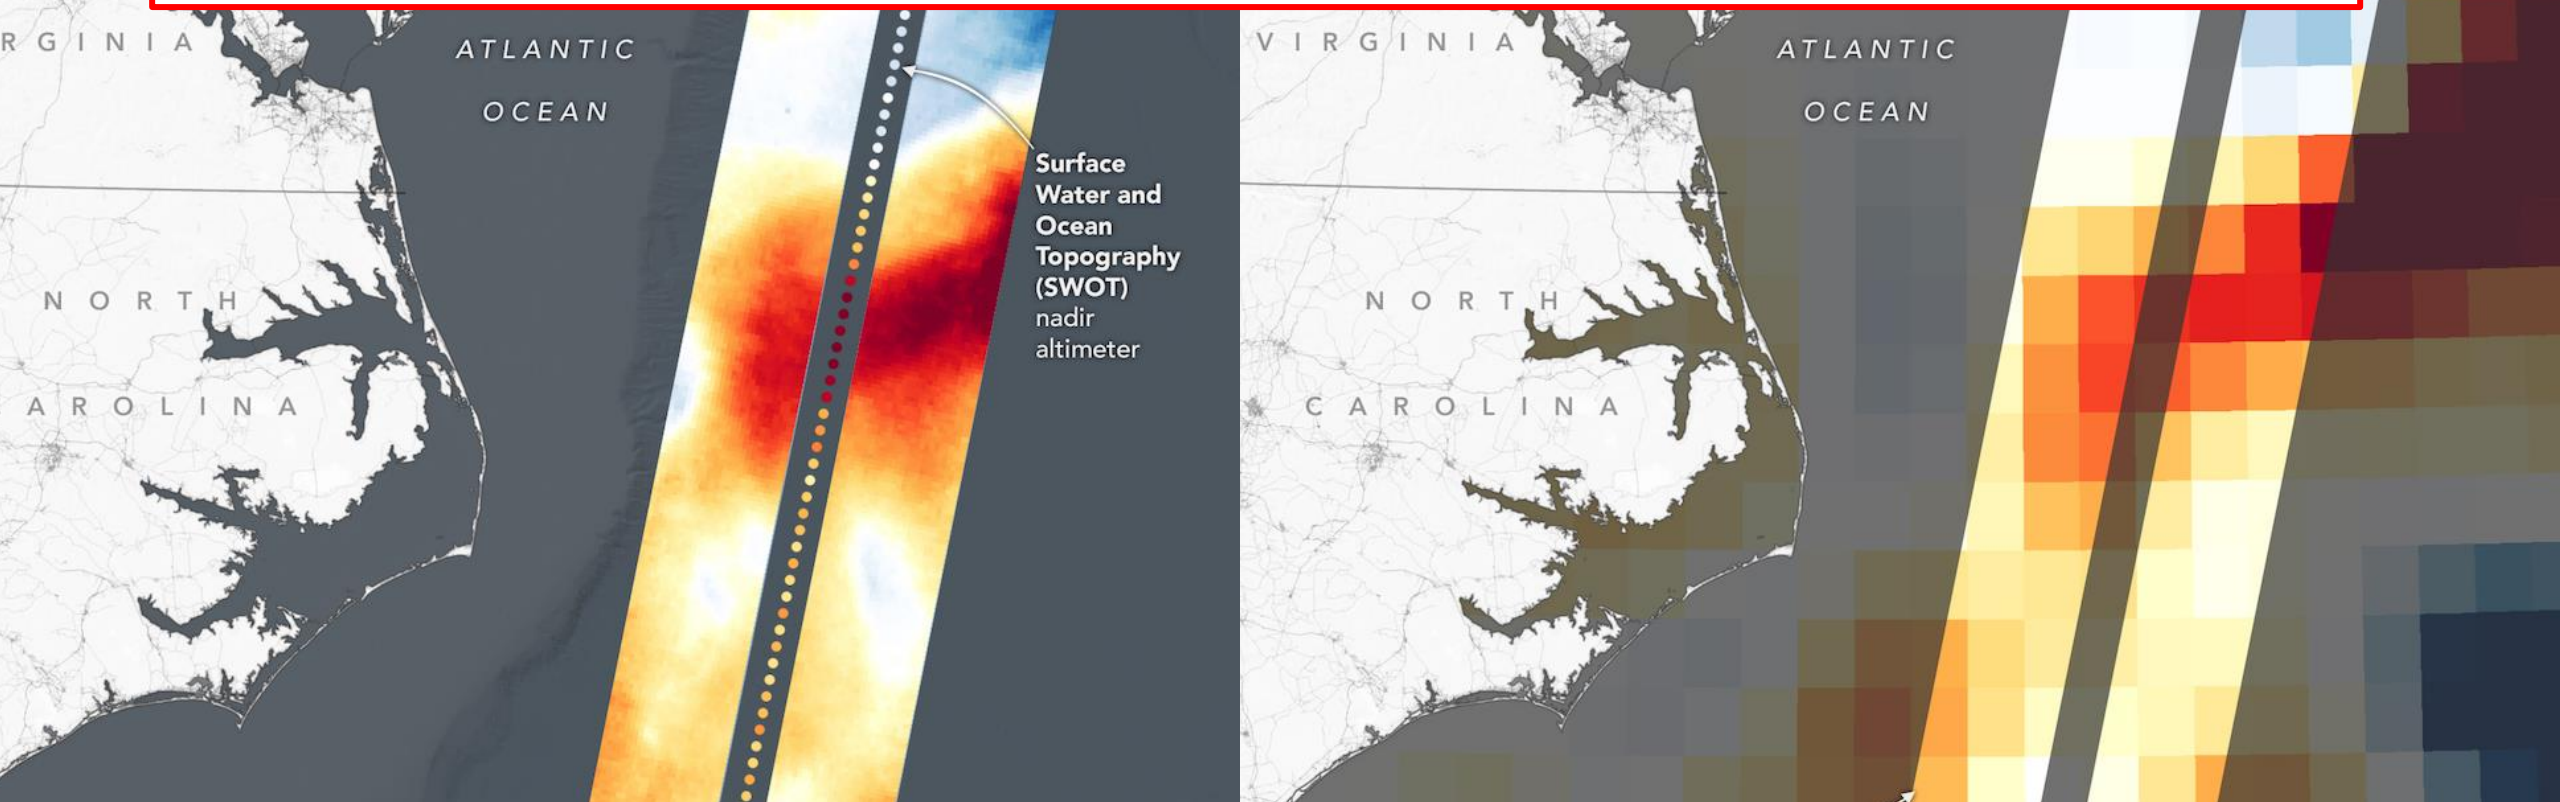 RGINIA
ATLANTIC
OCEAN
Surface
Water and
Ocean
Topography
(SWOT)
nadir
altimeter
NORTH
AROLINA
VIRGINIA
ATLANTIC
OCEAN
NORTH
CAROLINA